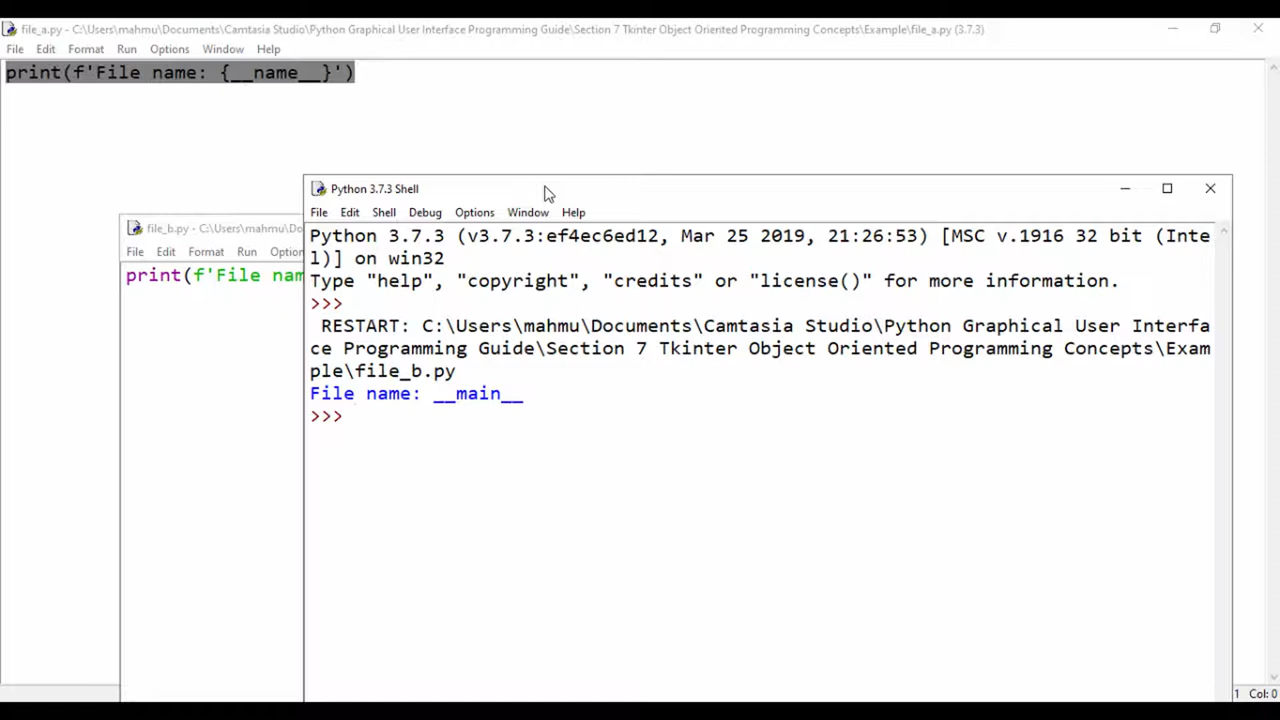 file_a.py - C:\Users\mahmu\Documents\Camtasia Studio\Python Graphical User Interface Programming Guide\Section 7 Tkinter Object Oriented Programming Concepts\Example\file_a.py (3.7.3)
File Edit Format Run Options Window Help
print(f'File name: {__name__}')
Python 3.7.3 Shell
File Edit Shell Debug Options Window Help
Python 3.7.3 (v3.7.3:ef4ec6ed12, Mar 25 2019, 21:26:53) [MSC v.1916 32 bit (Inte
l)] on win32
Type "help", "copyright", "credits" or "license()" for more information.
>>>
RESTART: C:\Users\mahmu\Documents\Camtasia Studio\Python Graphical User Interfa
ce Programming Guide\Section 7 Tkinter Object Oriented Programming Concepts\Exam
ple\file_b.py
File name: __main__
>>>
file_b.py - C:\Users\mahmu\Do
File Edit Format Run Option
print(f'File nam
1 Col: 0